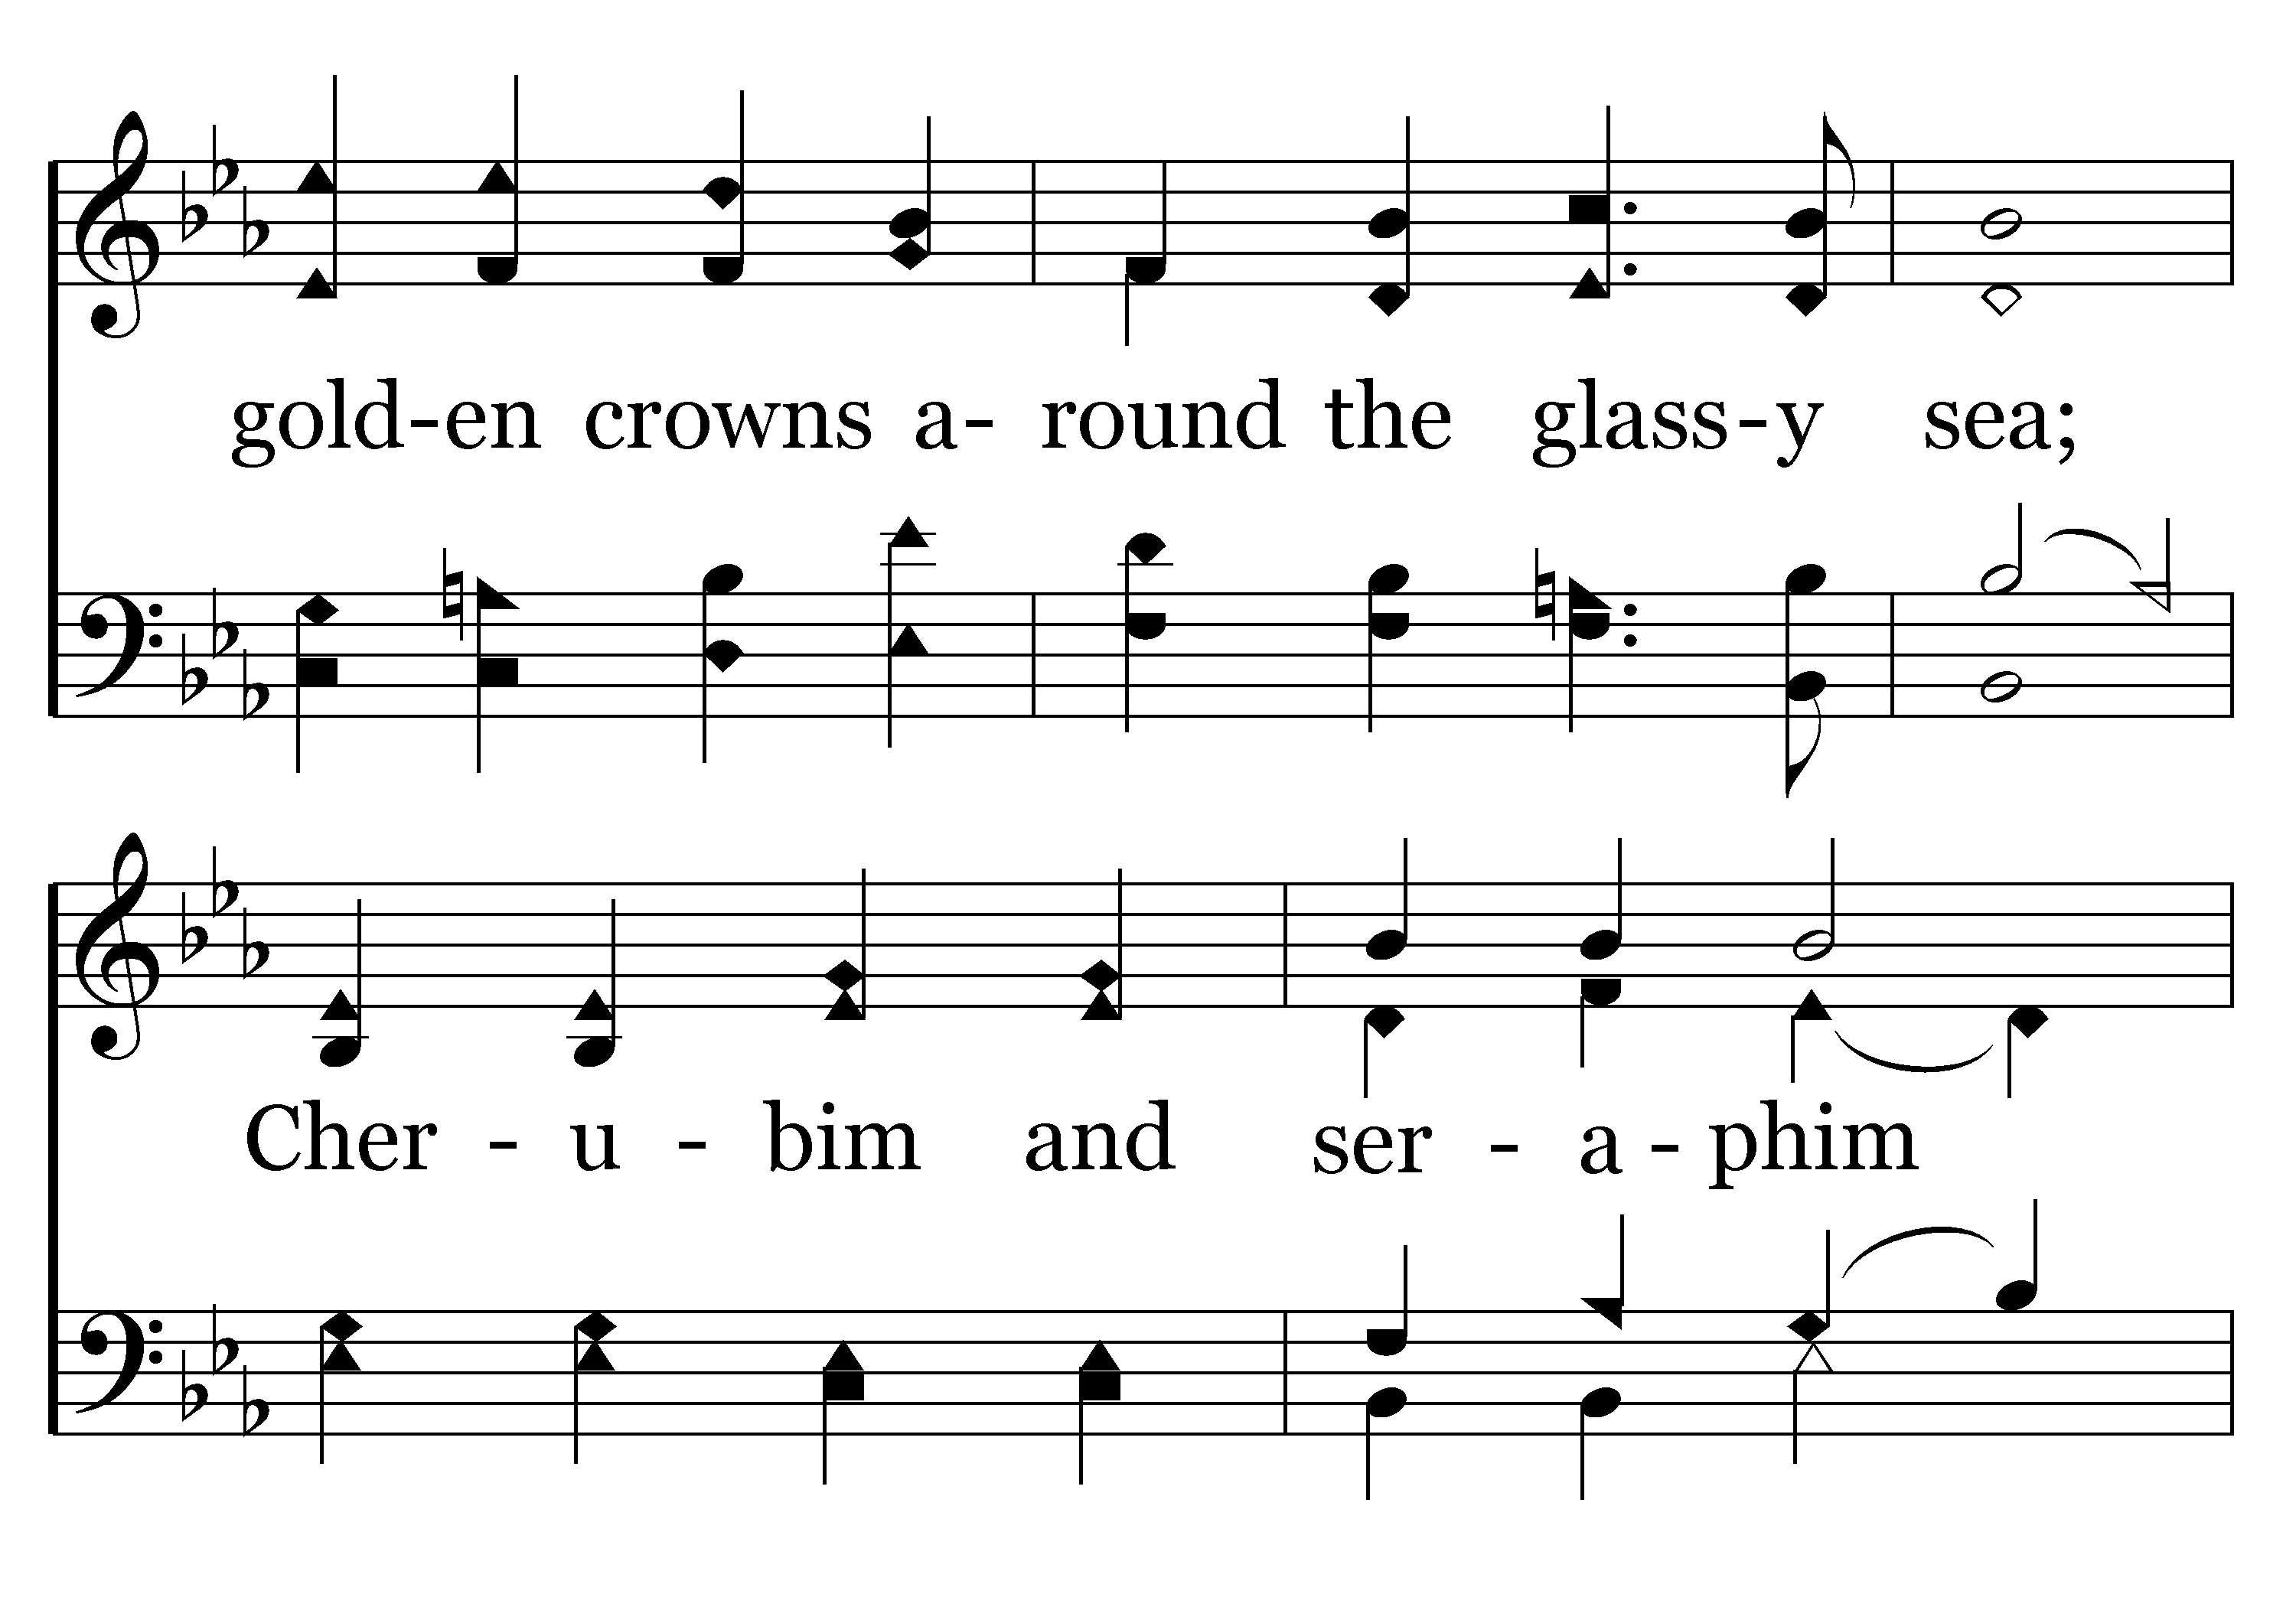 gold-en crowns a- round the glass-y sea;
Cher - u - bim and ser - a - phim